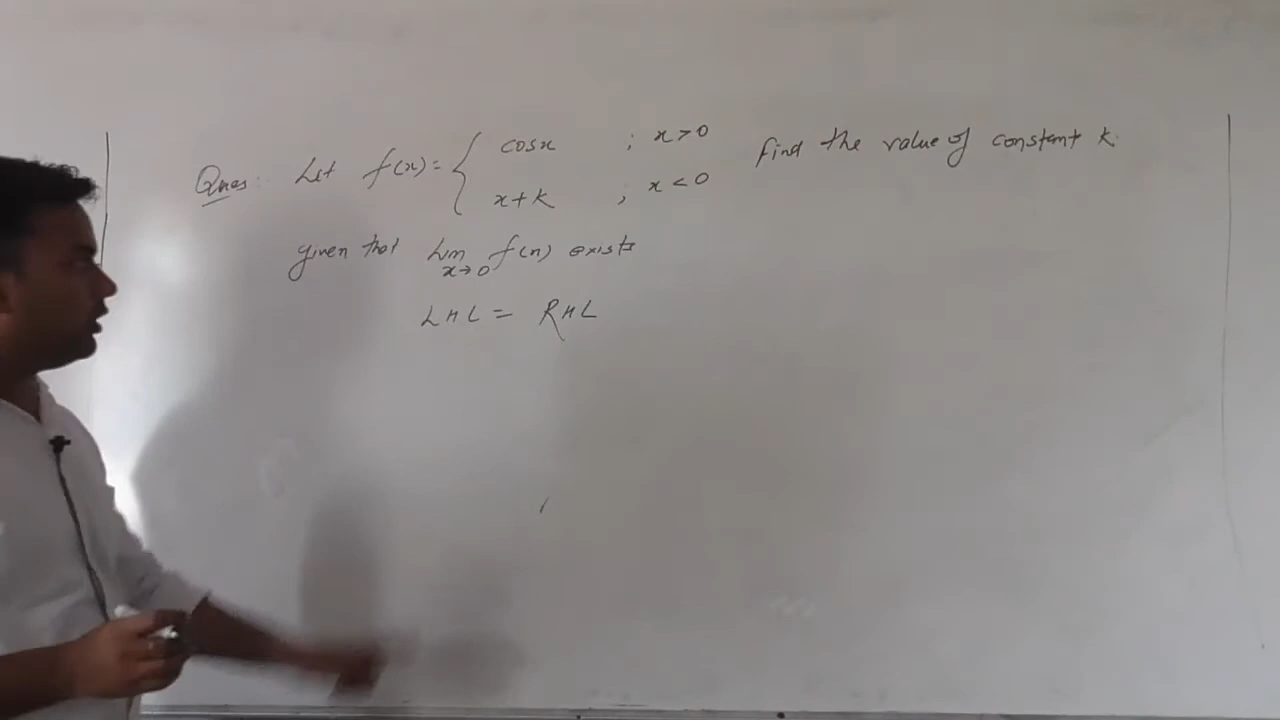 Ques: Let f(x) = { cosx ; x > 0 find the value of constant k.
x + k ; x < 0
given that lim f(n) exists
x→0
LHL = RHL